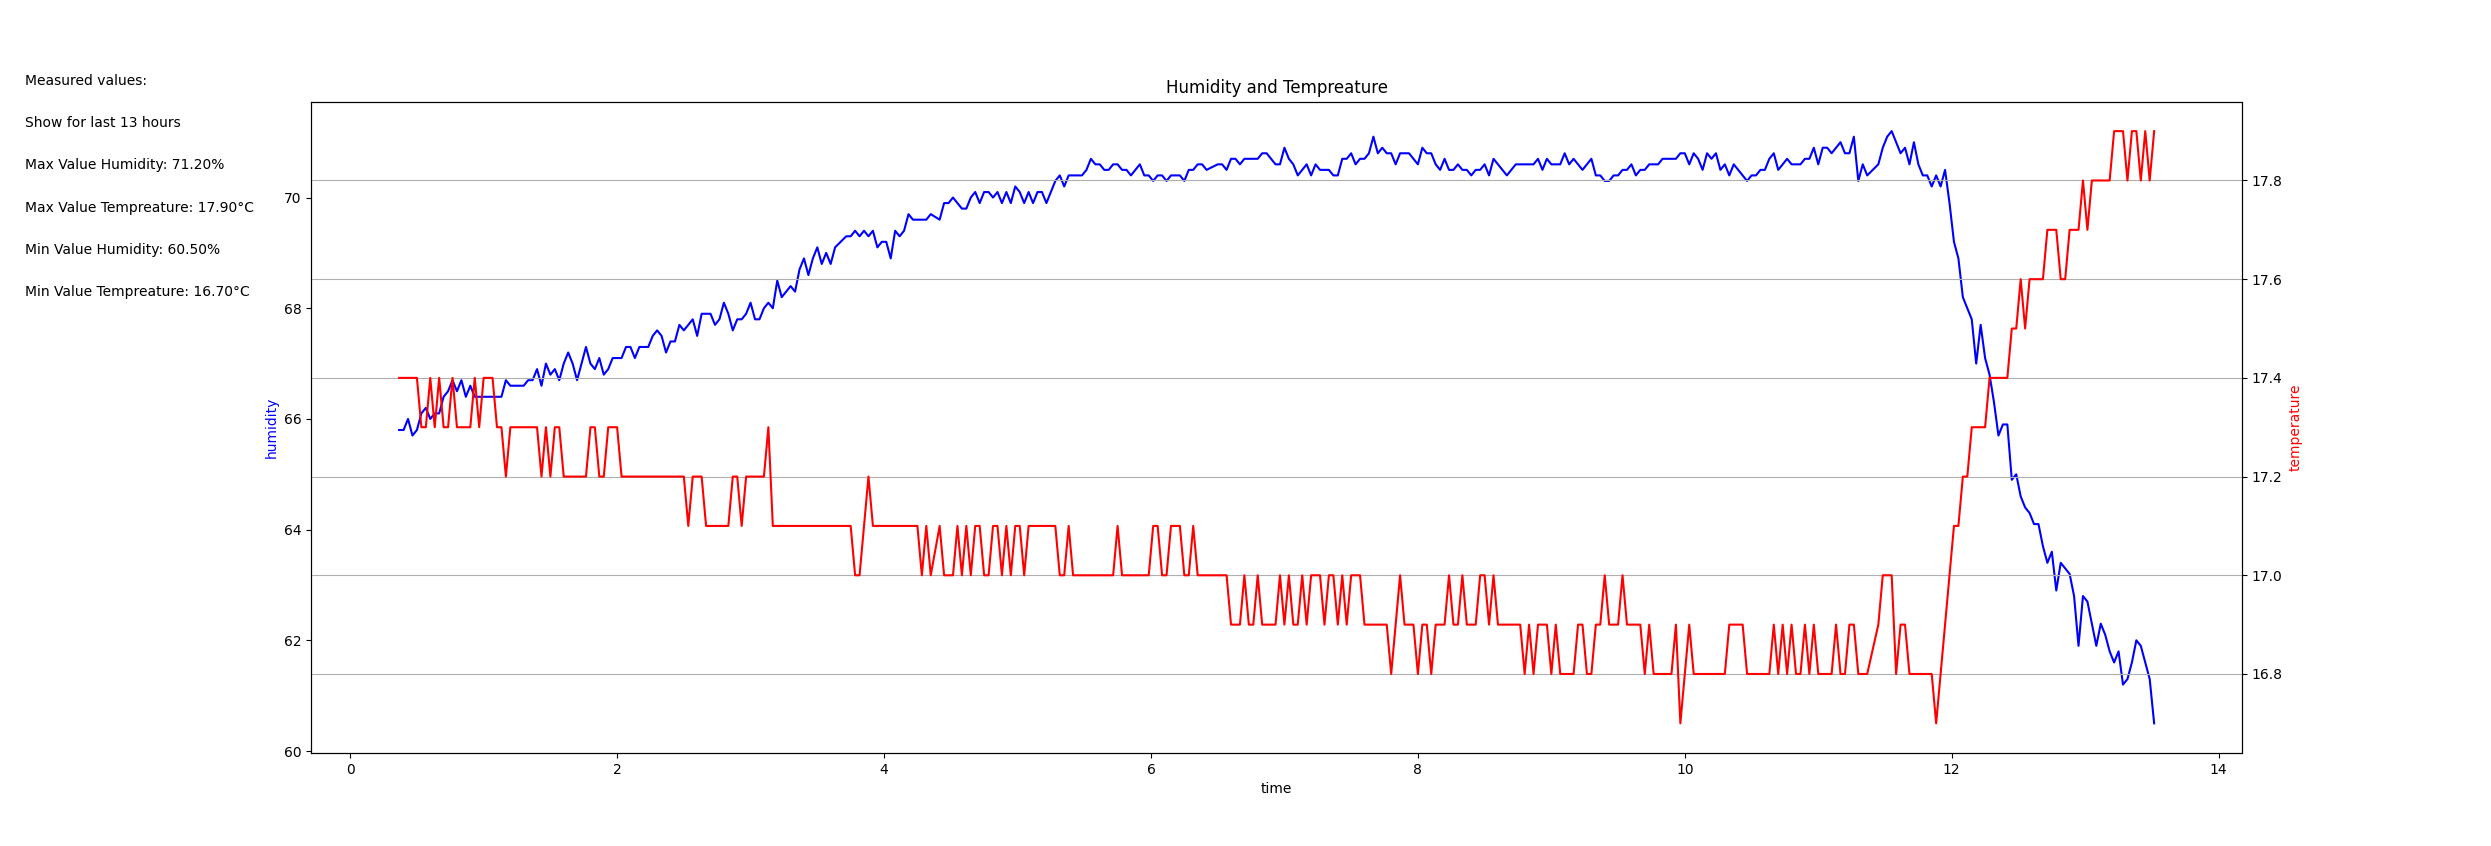 Measured values:
Show for last 13 hours
Max Value Humidity: 71.20%
Max Value Tempreature: 17.90°C
Min Value Humidity: 60.50%
Min Value Tempreature: 16.70°C
Humidity and Tempreature
humidity
70
68
66
64
62
60
0 2 4 6 8 10 12 14
time
17.8
17.6
17.4
17.2
17.0
16.8
temperature